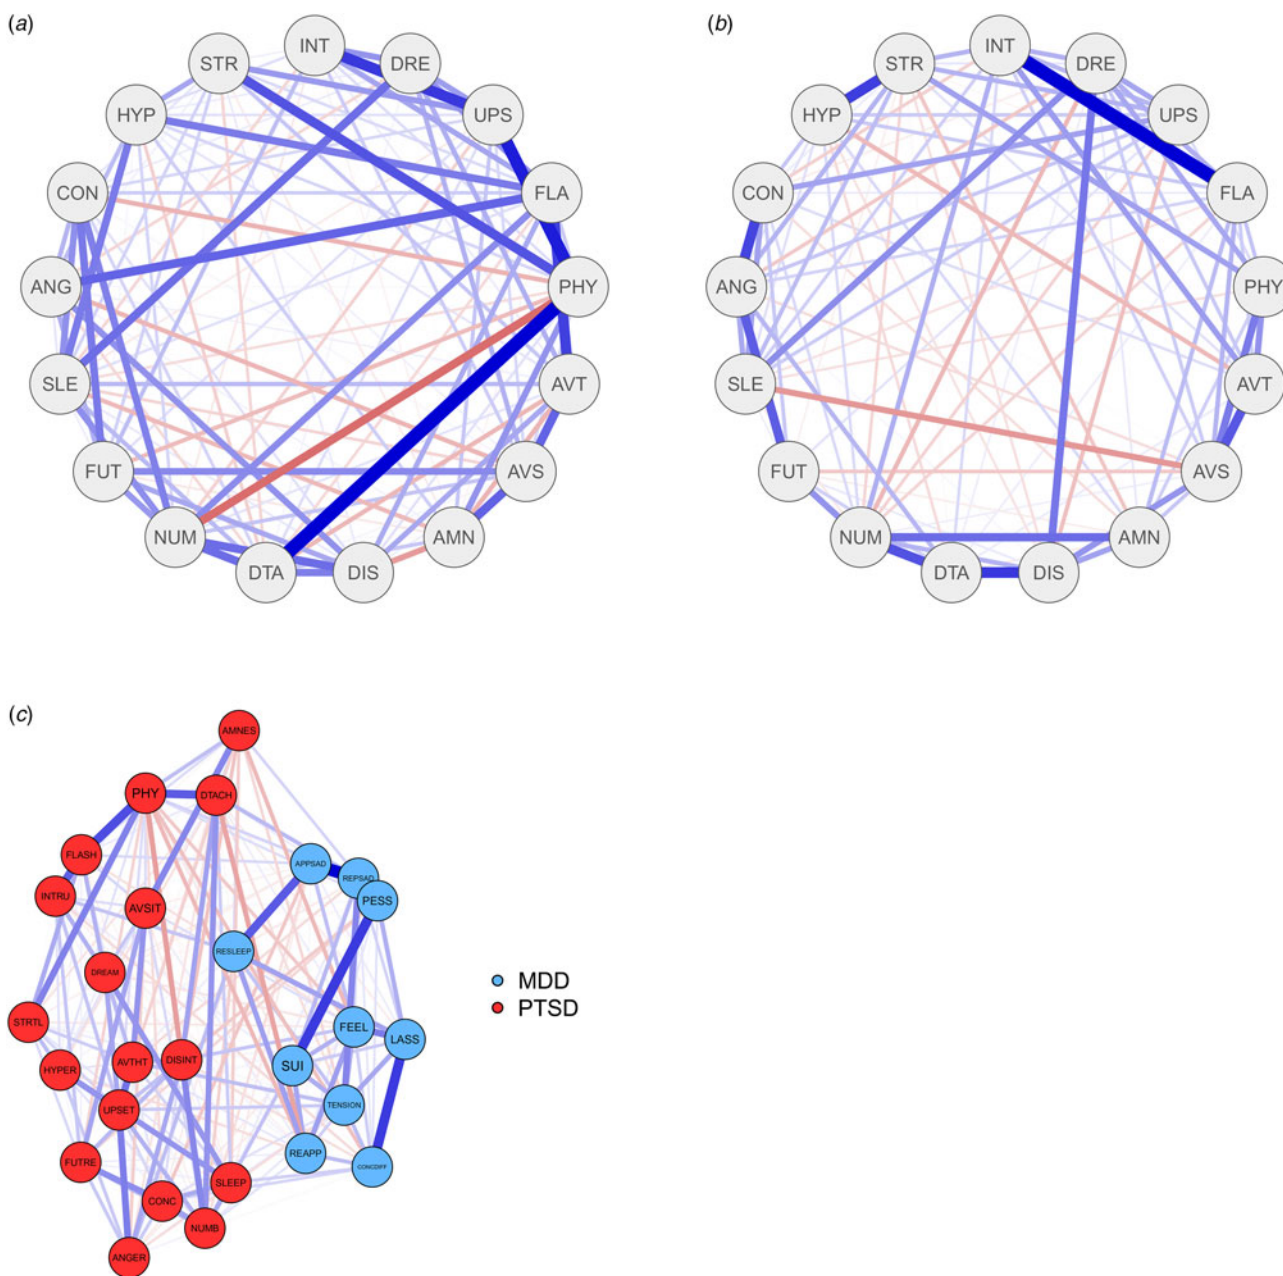 (a)
INT
STR
DRE
HYP
UPS
CON
FLA
ANG
PHY
SLE
AVT
FUT
AVS
NUM
AMN
DTA
DIS
(b)
INT
STR
DRE
HYP
UPS
CON
FLA
ANG
PHY
SLE
AVT
FUT
AVS
NUM
AMN
DTA
DIS
(c)
AMNES
PHY
DTACH
FLASH
APPSAD
REPSAD
INTRU
PESS
AVSIT
RESLEEP
DREAM
MDD
PTSD
STRTL
FEEL
LASS
AVTHT
DISINT
HYPER
SUI
UPSET
TENSION
FUTRE
REAPP
CONCDIFF
SLEEP
CONC
NUMB
ANGER